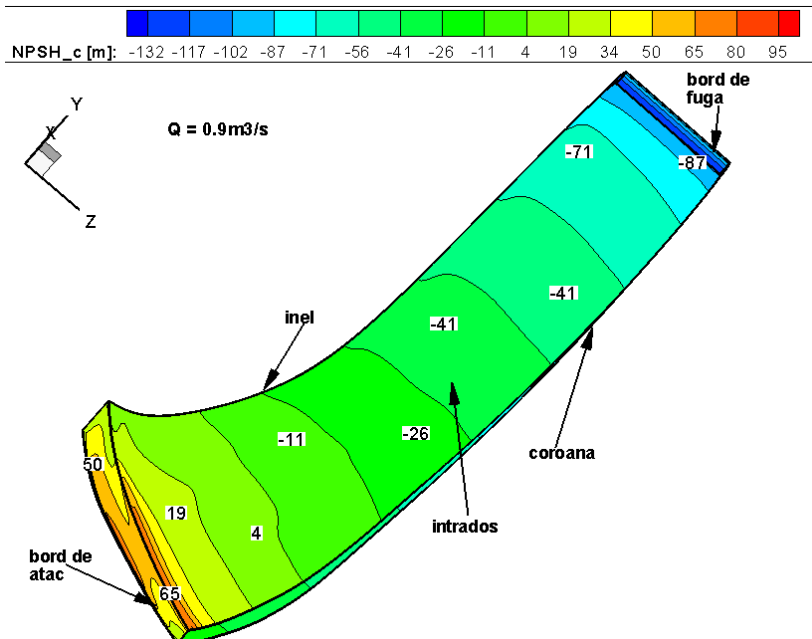 NPSH_c [m]: -132 -117 -102 -87 -71 -56 -41 -26 -11 4 19 34 50 65 80 95
bord de
fuga
Y
X
Z
Q = 0.9m3/s
-71
-87
-41
inel
-41
-11
-26
coroana
50
19
4
intrados
bord de
atac
65